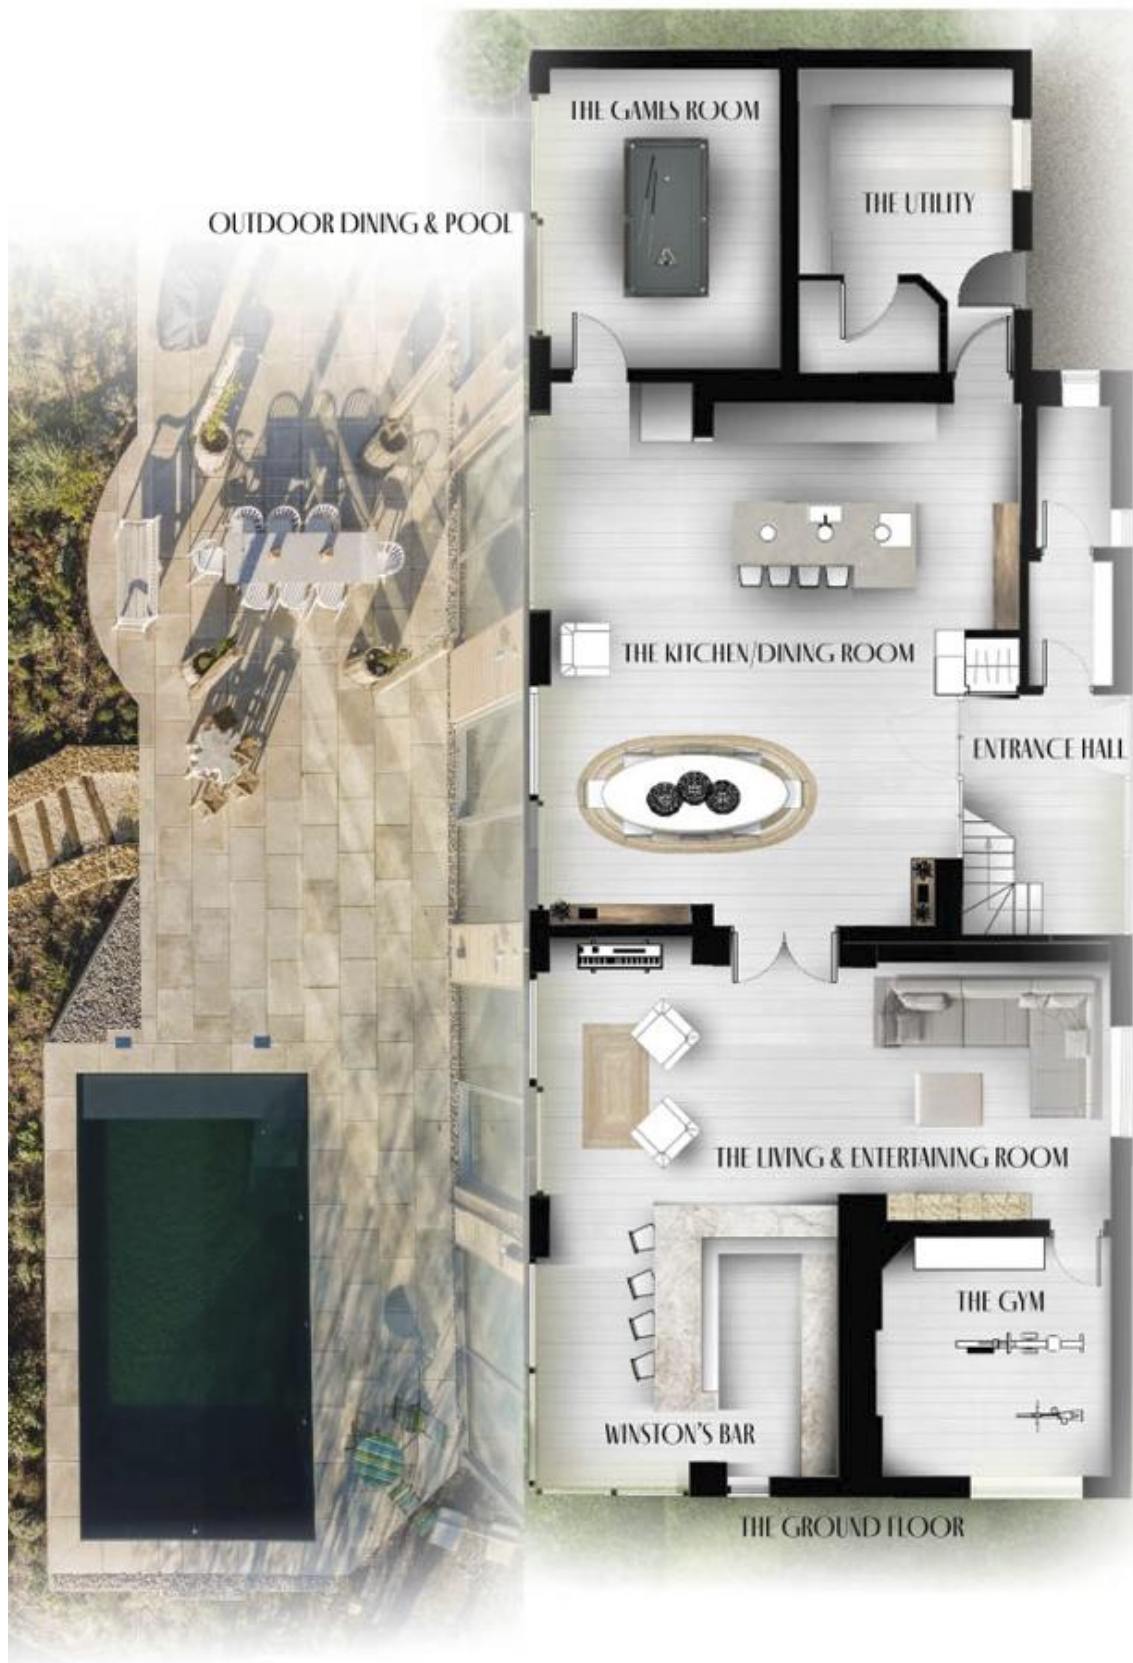 THE GAMES ROOM
THE UTILITY
OUTDOOR DINING & POOL
THE KITCHEN/DINING ROOM
ENTRANCE HALL
THE LIVING & ENTERTAINING ROOM
THE GYM
WINSTON'S BAR
THE GROUND FLOOR